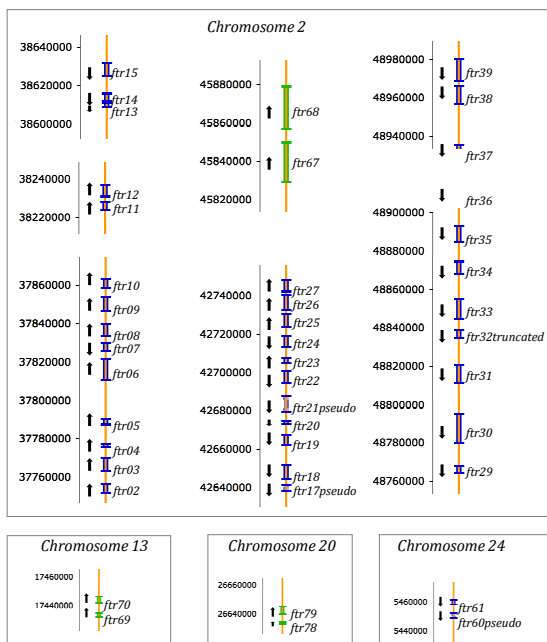 Chromosome 2
38640000
38620000
38600000
ftr15
ftr14
ftr13
38240000
38220000
ftr12
ftr11
37860000
37840000
37820000
37780000
37760000
ftr10
ftr09
ftr08
ftr07
ftr06
ftr05
ftr04
ftr03
ftr02
45880000
45860000
45840000
45820000
ftr68
ftr67
42740000
42720000
42700000
42680000
42660000
42640000
ftr27
ftr26
ftr25
ftr24
ftr23
ftr22
ftr21pseudo
ftr20
ftr19
ftr18
ftr17pseudo
48980000
48960000
48940000
48900000
48880000
48860000
48840000
48820000
48800000
48780000
48760000
ftr39
ftr38
ftr37
ftr36
ftr35
ftr34
ftr33
ftr32truncated
ftr31
ftr30
ftr29
Chromosome 13
17460000
17440000
ftr70
ftr69
Chromosome 20
26660000
26640000
ftr79
ftr78
Chromosome 24
5460000
5440000
ftr61
ftr60pseudo